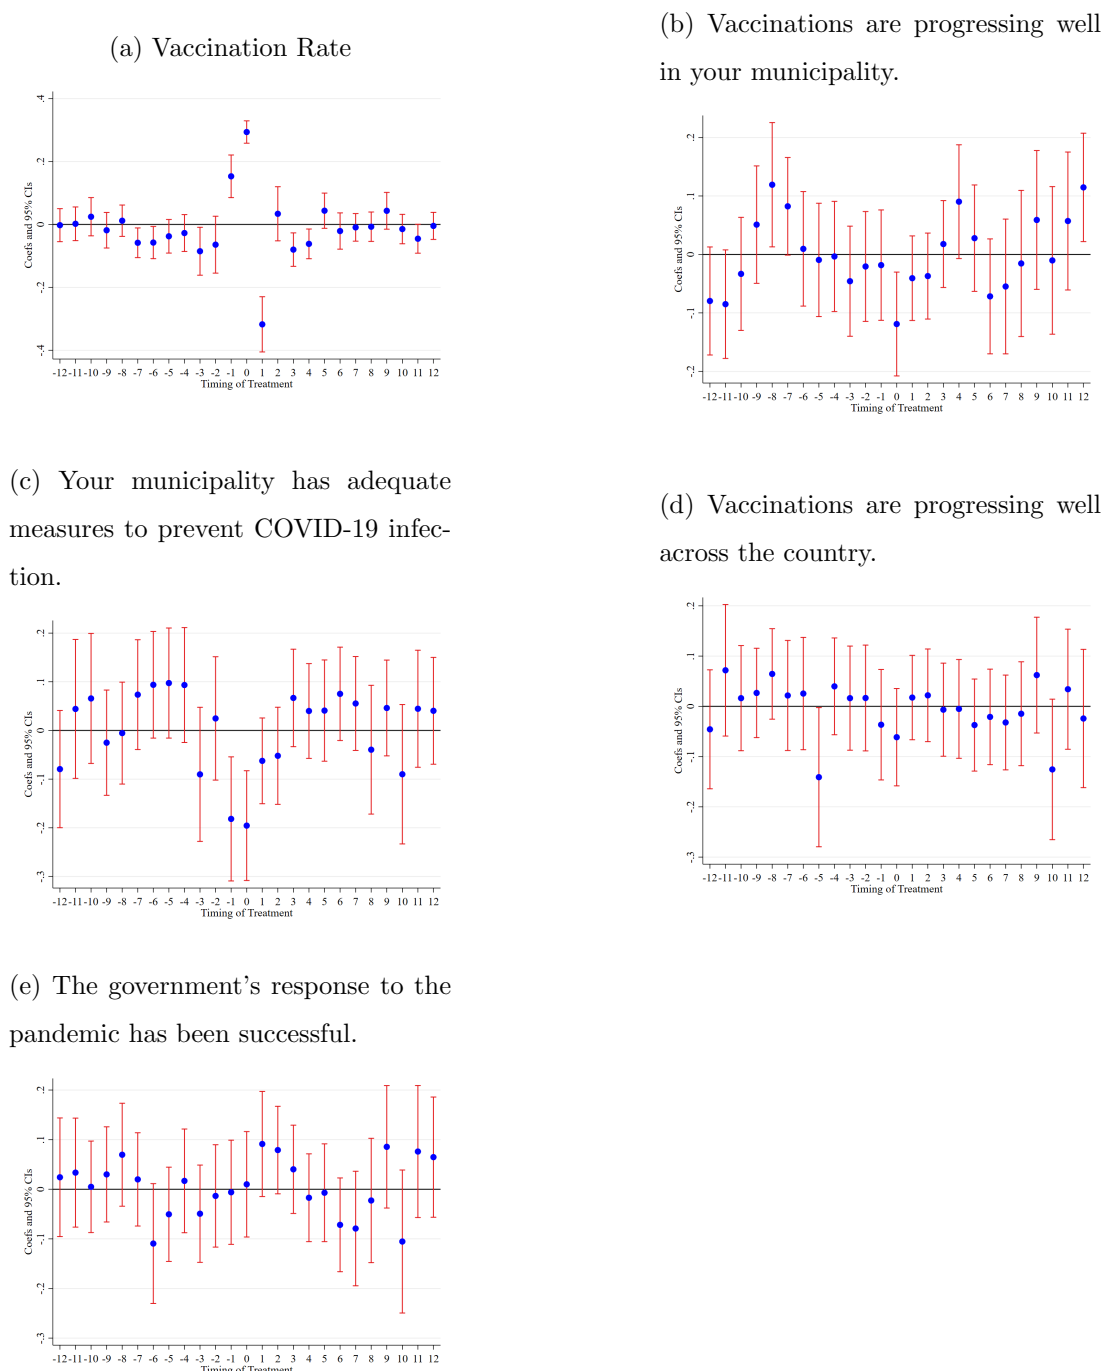 (a) Vaccination Rate
Coefs and 95% CIs
.4
.2
0
-.2
-.4
-12 -11 -10 -9 -8 -7 -6 -5 -4 -3 -2 -1 0 1 2 3 4 5 6 7 8 9 10 11 12
Timing of Treatment
(b) Vaccinations are progressing well
in your municipality.
Coefs and 95% CIs
.2
.1
0
-.1
-.2
-12 -11 -10 -9 -8 -7 -6 -5 -4 -3 -2 -1 0 1 2 3 4 5 6 7 8 9 10 11 12
Timing of Treatment
(c) Your municipality has adequate
measures to prevent COVID-19 infec-
tion.
Coefs and 95% CIs
.2
.1
0
-.1
-.2
-.3
-12 -11 -10 -9 -8 -7 -6 -5 -4 -3 -2 -1 0 1 2 3 4 5 6 7 8 9 10 11 12
Timing of Treatment
(d) Vaccinations are progressing well
across the country.
Coefs and 95% CIs
.2
.1
0
-.1
-.2
-.3
-12 -11 -10 -9 -8 -7 -6 -5 -4 -3 -2 -1 0 1 2 3 4 5 6 7 8 9 10 11 12
Timing of Treatment
(e) The government's response to the
pandemic has been successful.
Coefs and 95% CIs
.2
.1
0
-.1
-.2
-.3
-12 -11 -10 -9 -8 -7 -6 -5 -4 -3 -2 -1 0 1 2 3 4 5 6 7 8 9 10 11 12
Timing of Treatment